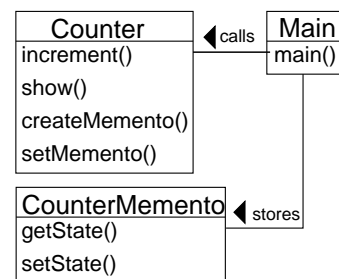 Counter
increment()
show()
createMemento()
setMemento()
calls
Main
main()
CounterMemento
getState()
setState()
stores